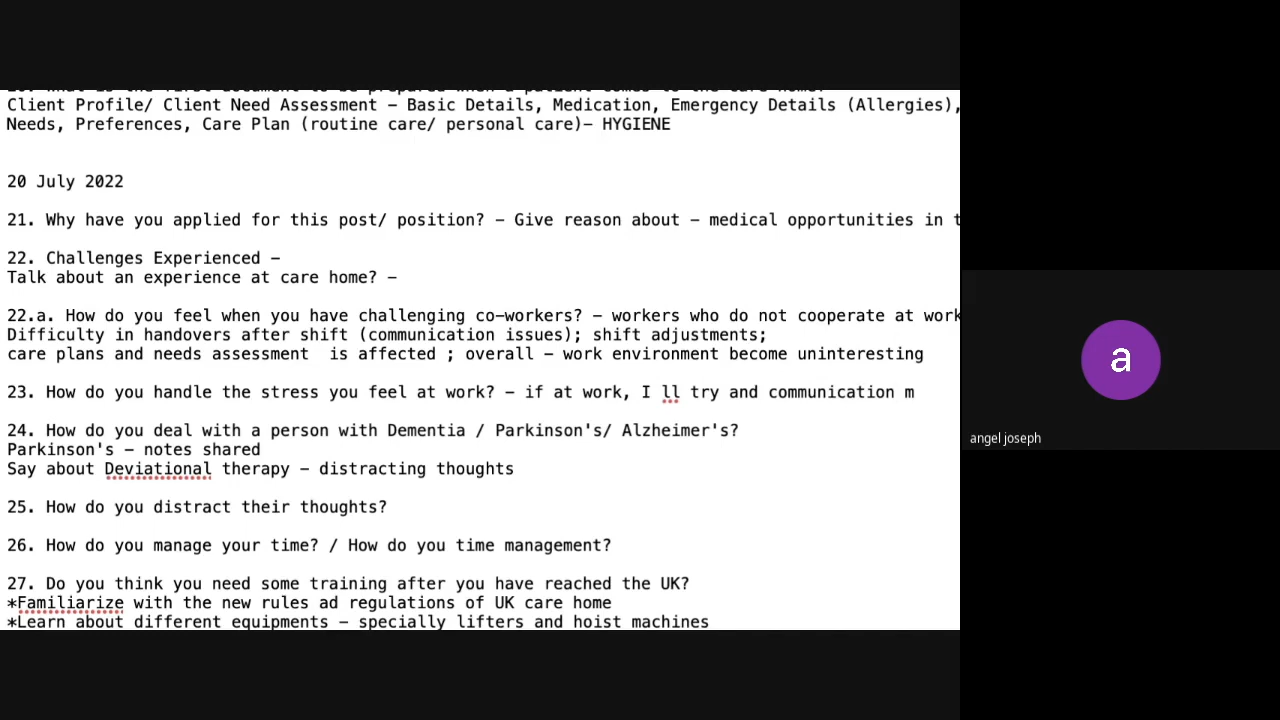 Client Profile/ Client Need Assessment – Basic Details, Medication, Emergency Details (Allergies),
Needs, Preferences, Care Plan (routine care/ personal care)– HYGIENE
20 July 2022
21. Why have you applied for this post/ position? – Give reason about – medical opportunities in
22. Challenges Experienced –
Talk about an experience at care home? –
22.a. How do you feel when you have challenging co-workers? – workers who do not cooperate at work
Difficulty in handovers after shift (communication issues); shift adjustments;
care plans and needs assessment  is affected ; overall – work environment become uninteresting
23. How do you handle the stress you feel at work? – if at work, I ll try and communication m
24. How do you deal with a person with Dementia / Parkinson's/ Alzheimer's?
Parkinson's – notes shared
Say about Deviational therapy – distracting thoughts
25. How do you distract their thoughts?
26. How do you manage your time? / How do you time management?
27. Do you think you need some training after you have reached the UK?
*Familiarize with the new rules ad regulations of UK care home
*Learn about different equipments – specially lifters and hoist machines
a
angel joseph